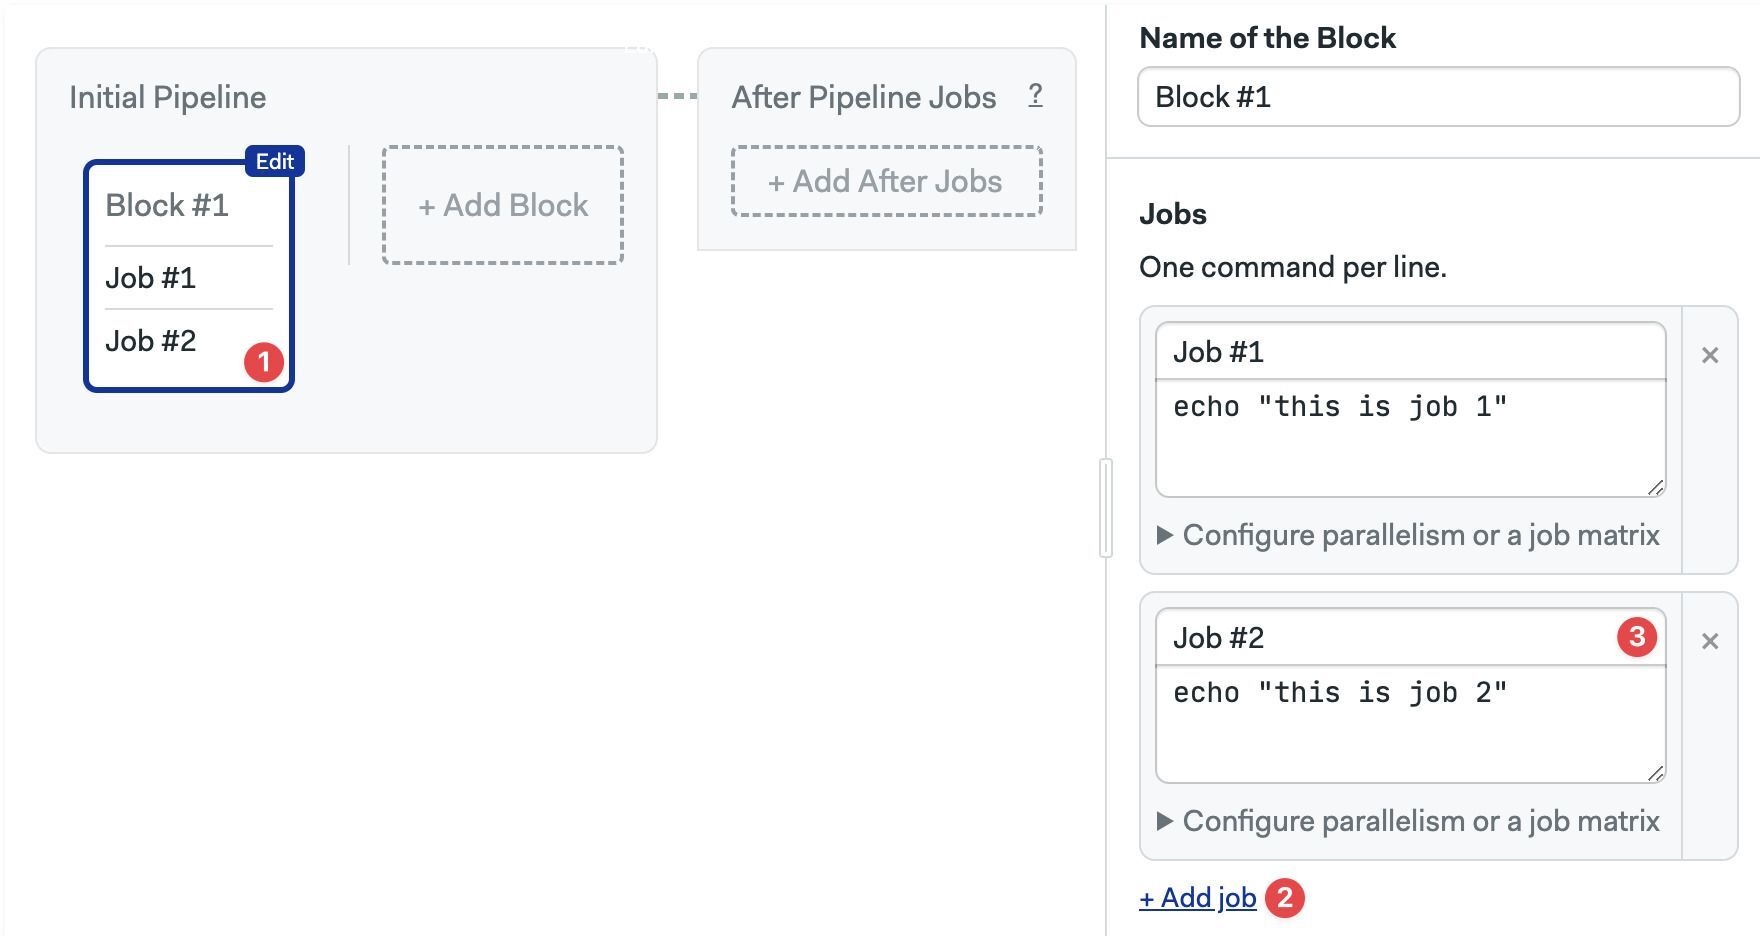 Initial Pipeline
Edit
Block #1
Job #1
Job #2
1
+ Add Block
After Pipeline Jobs ?
+ Add After Jobs
Name of the Block
Block #1
Jobs
One command per line.
Job #1
×
echo "this is job 1"
▶ Configure parallelism or a job matrix
Job #2
3
×
echo "this is job 2"
▶ Configure parallelism or a job matrix
+ Add job 2